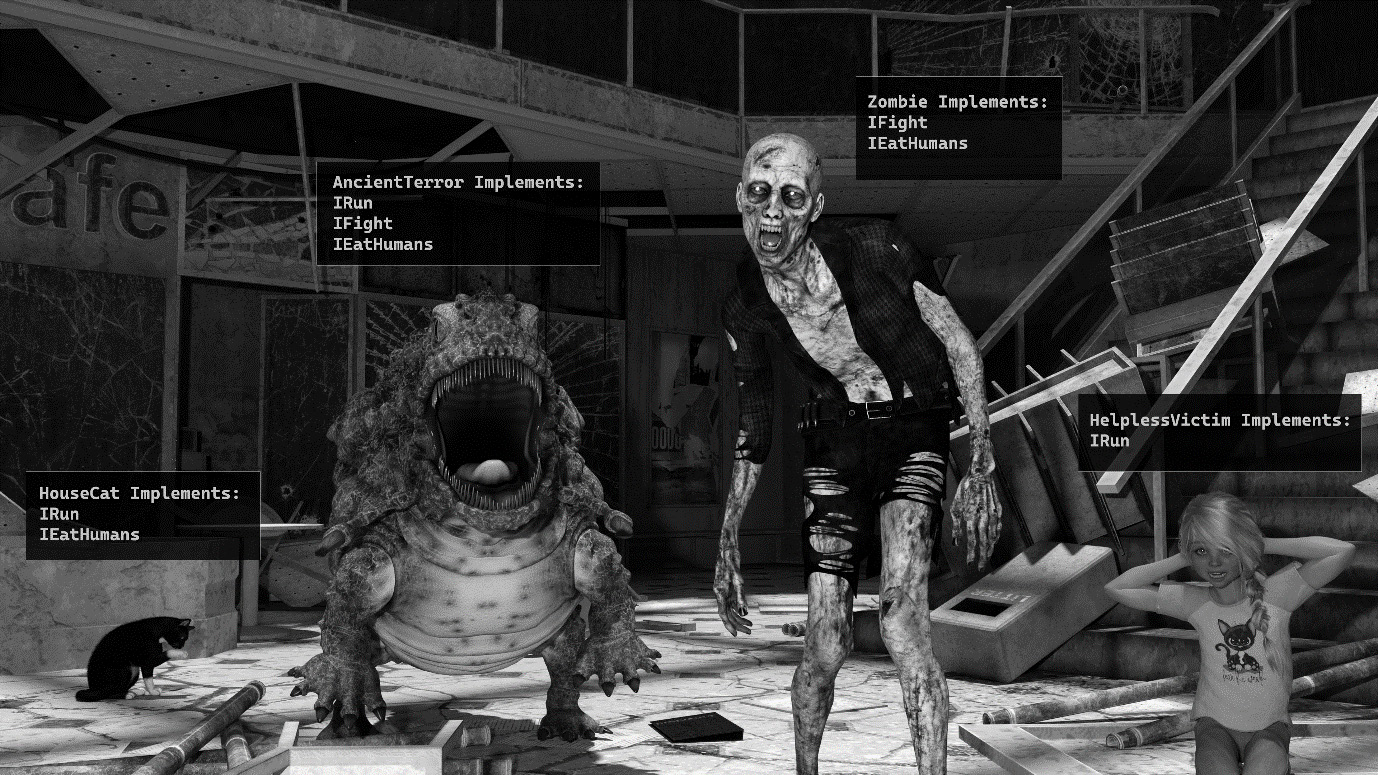 Zombie Implements:
IFight
IEatHumans
AncientTerror Implements:
IRun
IFight
IEatHumans
afe
HelplessVictim Implements:
IRun
HouseCat Implements:
IRun
IEatHumans